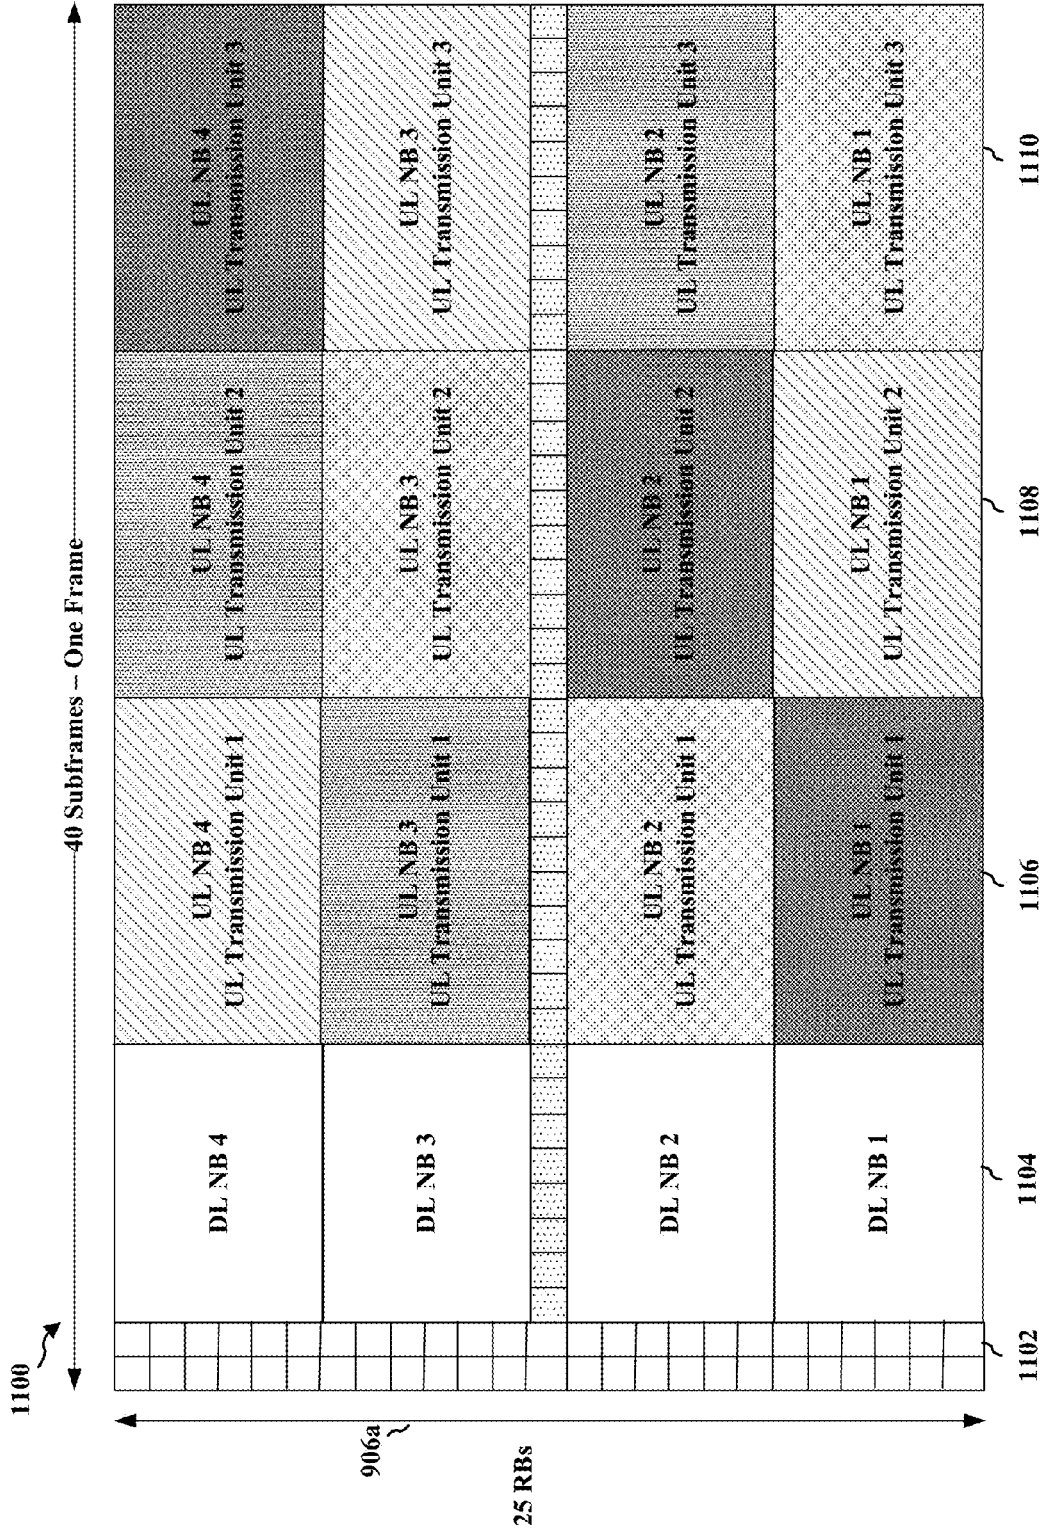 1100
40 Subframes – One Frame
DL NB 4
UL NB 4
UL Transmission Unit 1
UL NB 4
UL Transmission Unit 2
UL NB 4
UL Transmission Unit 3
906a
DL NB 3
UL NB 3
UL Transmission Unit 1
UL NB 3
UL Transmission Unit 2
UL NB 3
UL Transmission Unit 3
25 RBs
DL NB 2
UL NB 2
UL Transmission Unit 1
UL NB 2
UL Transmission Unit 2
UL NB 2
UL Transmission Unit 3
DL NB 1
UL NB 1
UL Transmission Unit 1
UL NB 1
UL Transmission Unit 2
UL NB 1
UL Transmission Unit 3
1102
1104
1106
1108
1110